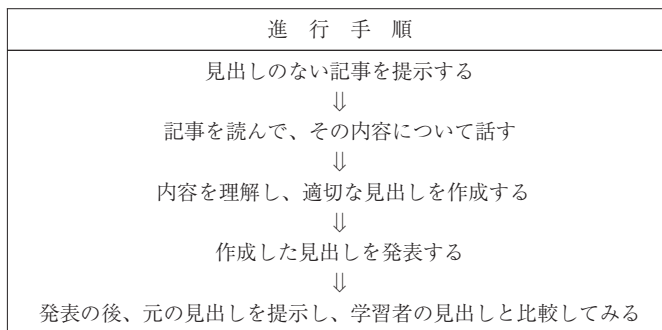 進 行 手 順
見出しのない記事を提示する
⇓
記事を読んで、その内容について話す
⇓
内容を理解し、適切な見出しを作成する
⇓
作成した見出しを発表する
⇓
発表の後、元の見出しを提示し、学習者の見出しと比較してみる